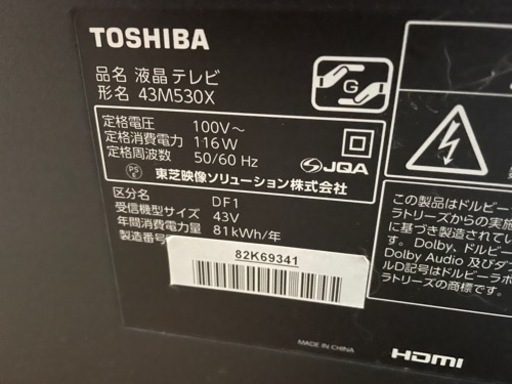 TOSHIBA
品名 液晶テレビ
形名 43M530X
G
定格電圧 100V～
定格消費電力 116W
定格周波数 50/60 Hz
PS
E
東芝映像ソリューション株式会社
JQA
区分名 DF1
受信機型サイズ 43V
年間消費電力量 81kWh/年
製造番号
82K69341
この製品はドルビー
ラトリーズからの実施
に基づき製造されてい
す。Dolby、ドルビー
Dolby Audio 及びダブ
ルD記号はドルビーラボ
ラトリーズの商標です。
MADE IN CHINA
HDMI